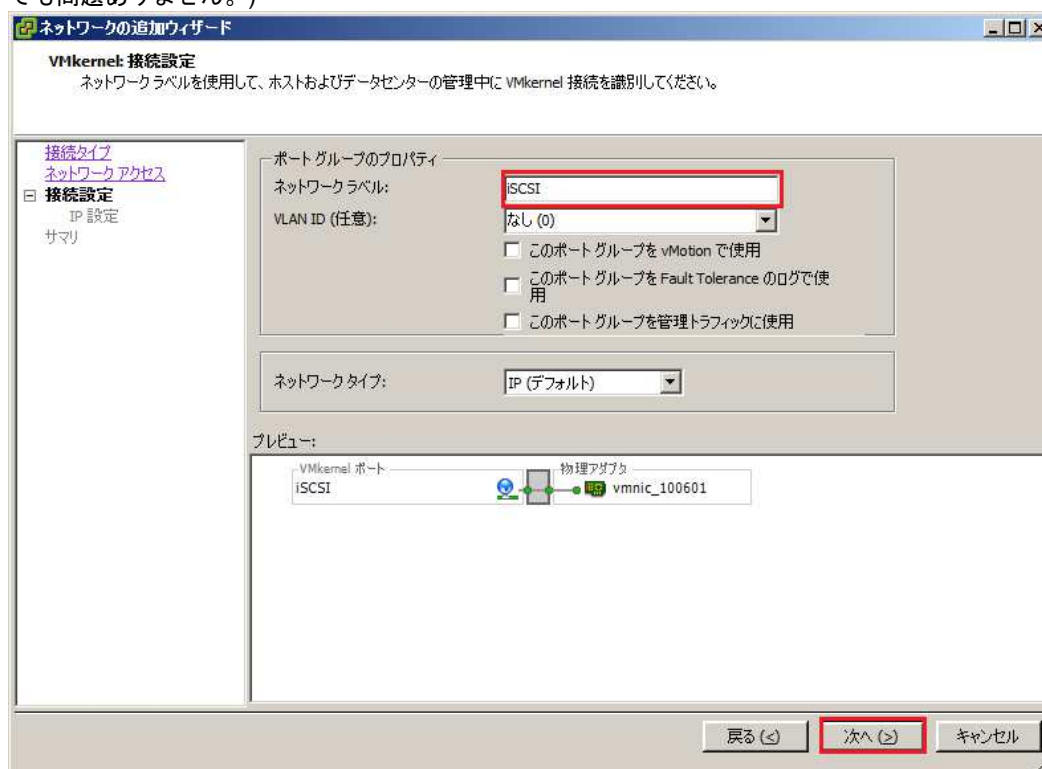 でも問題ありません。)
ネットワークの追加ウィザード
VMkernel: 接続設定
ネットワーク ラベルを使用して、ホストおよびデータセンターの管理中に VMkernel 接続を識別してください。
接続タイプ
ネットワーク アクセス
接続設定
IP 設定
サマリ
ポート グループのプロパティ
ネットワーク ラベル:
iSCSI
VLAN ID (任意):
なし (0)
このポート グループを vMotion で使用
このポート グループを Fault Tolerance のログで使
用
このポート グループを管理トラフィックに使用
ネットワーク タイプ:
IP (デフォルト)
プレビュー:
VMkernel ポート
iSCSI
物理アダプタ
vmnic_100601
戻る (<)
次へ (>)
キャンセル